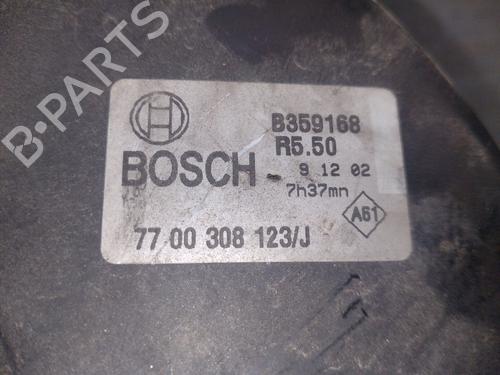 B359168
R5.50
BOSCH
9 12 02
7h37mn
A61
77 00 308 123/J
B-PARTS